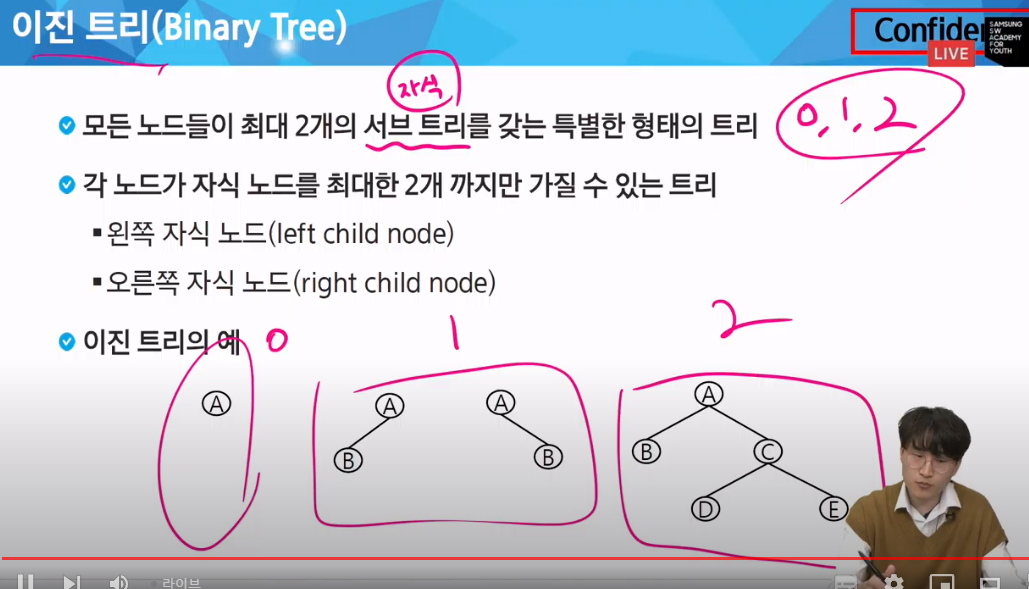 이진 트리(Binary Tree)
Confide
SAMSUNG
SW
ACADEMY
FOR
YOUTH
LIVE
자식
모든 노드들이 최대 2개의 서브 트리를 갖는 특별한 형태의 트리
0, 1, 2
각 노드가 자식 노드를 최대한 2개 까지만 가질 수 있는 트리
왼쪽 자식 노드(left child node)
오른쪽 자식 노드(right child node)
이진 트리의 예
0 1 2
A A A A
B B B C
D E
라이브